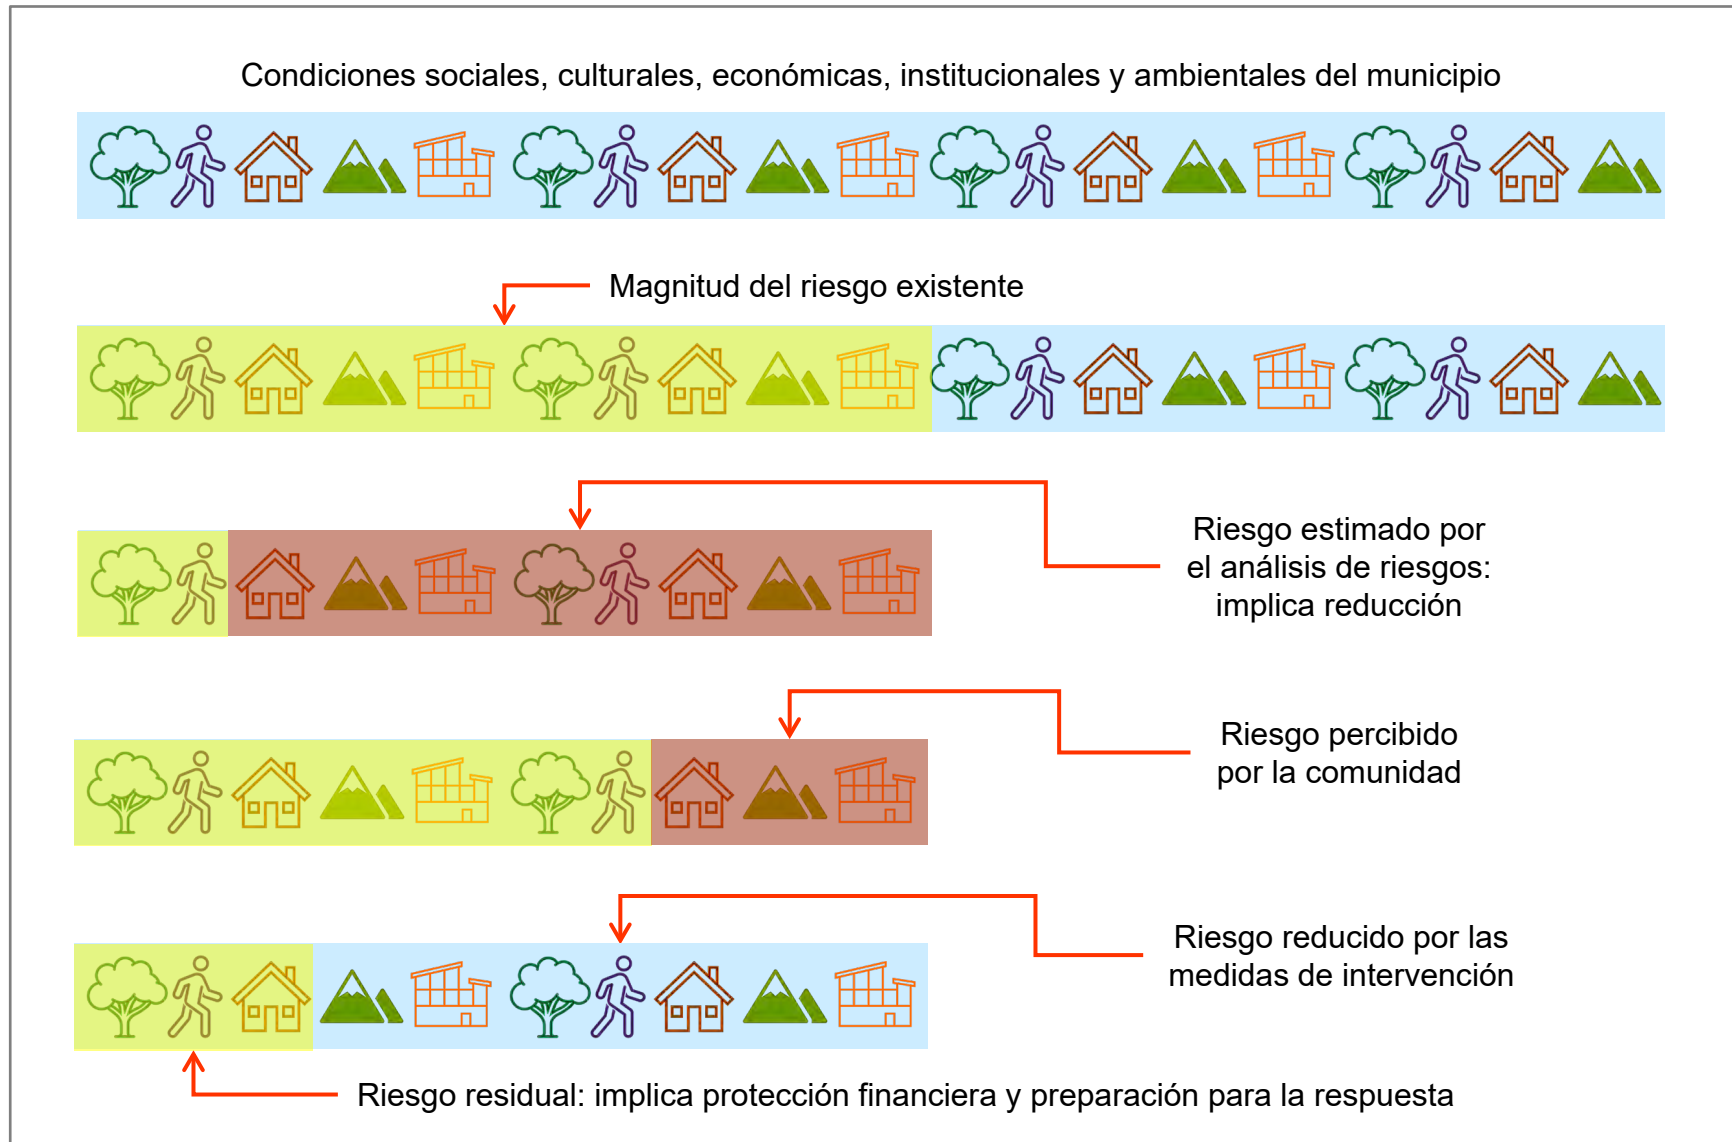 Condiciones sociales, culturales, económicas, institucionales y ambientales del municipio
Magnitud del riesgo existente
Riesgo estimado por
el análisis de riesgos:
implica reducción
Riesgo percibido
por la comunidad
Riesgo reducido por las
medidas de intervención
Riesgo residual: implica protección financiera y preparación para la respuesta